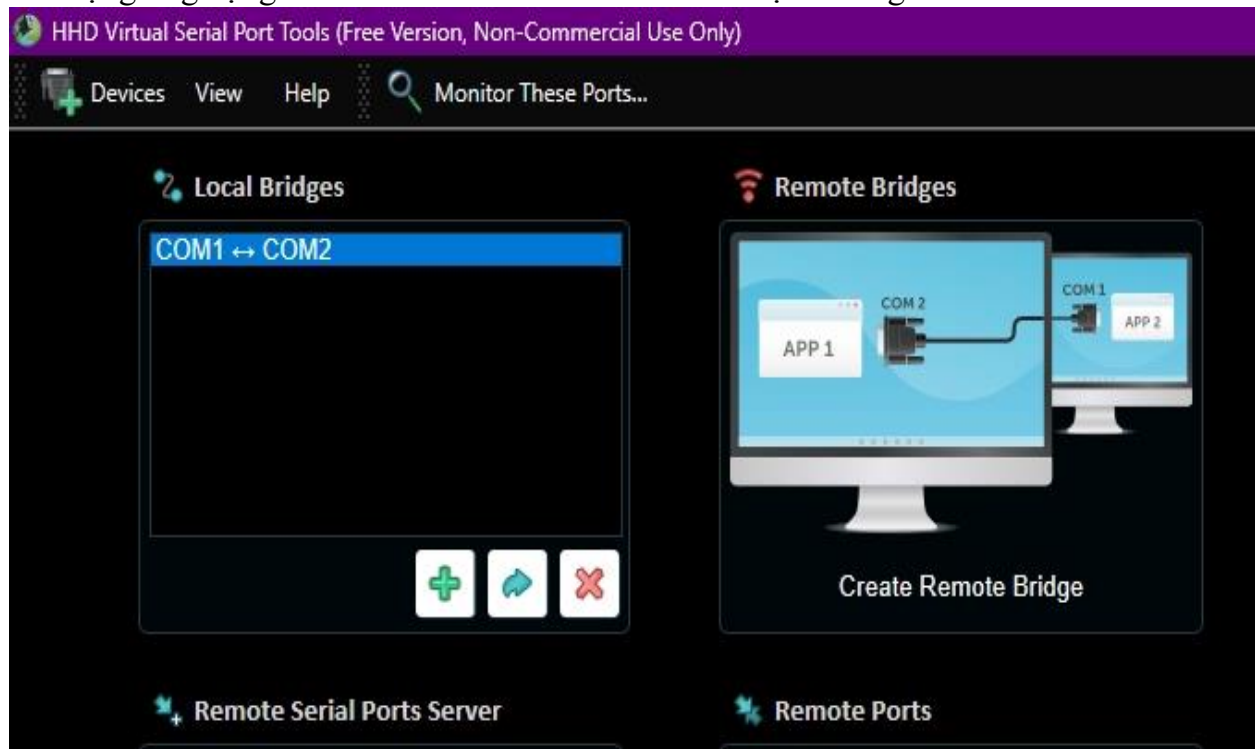 HHD Virtual Serial Port Tools (Free Version, Non-Commercial Use Only)
Devices View Help Monitor These Ports...
Local Bridges
COM1 ↔ COM2
Remote Bridges
COM 2
COM 1
APP 1
APP 2
Create Remote Bridge
Remote Serial Ports Server
Remote Ports